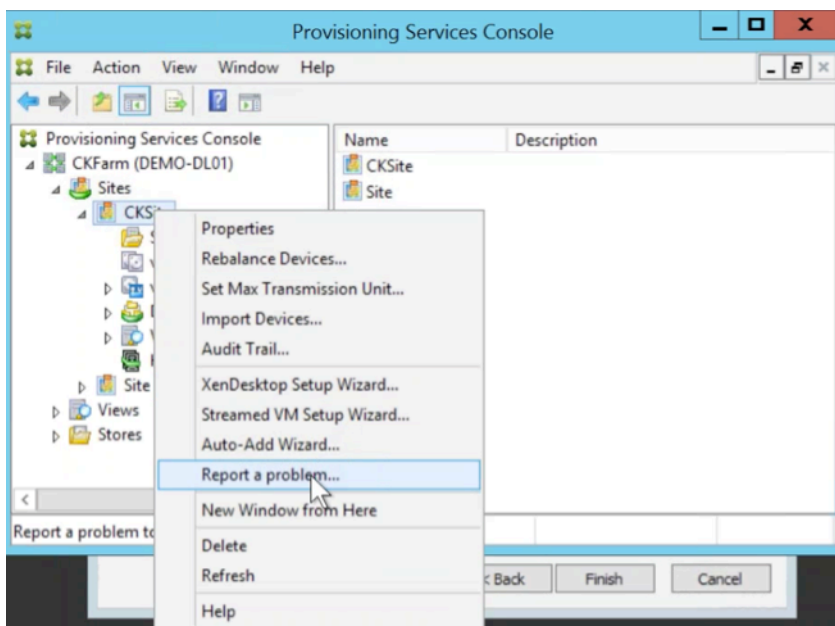 Provisioning Services Console
File Action View Window Help
Provisioning Services Console
CKFarm (DEMO-DL01)
Sites
Site
Views
Stores
Name Description
CKSite
Site
Properties
Rebalance Devices...
Set Max Transmission Unit...
Import Devices...
Audit Trail...
XenDesktop Setup Wizard...
Streamed VM Setup Wizard...
Auto-Add Wizard...
Report a problem...
New Window from Here
Delete
Refresh
Help
Report a problem
Back Finish Cancel